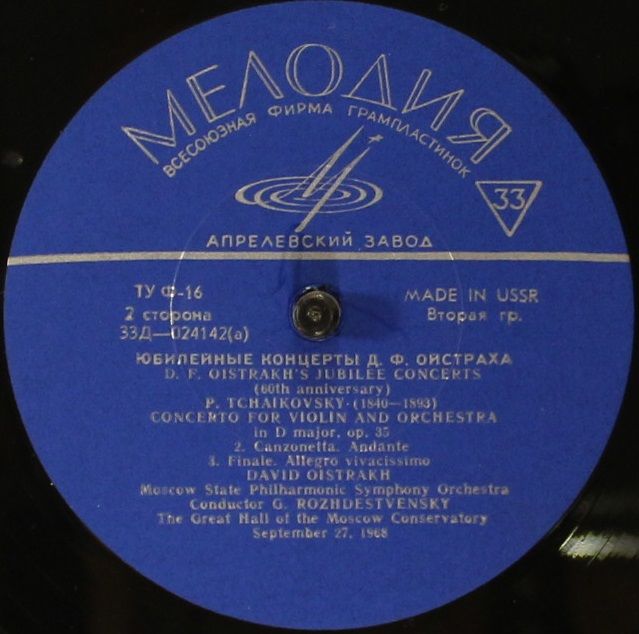 МЕЛОДИЯ
ВСЕСОЮЗНАЯ ФИРМА ГРАМПЛАСТИНОК
33
АПРЕЛЕВСКИЙ ЗАВОД
ТУ Ф-16
MADE IN USSR
2 сторона
Вторая гр.
33Д—024142(а)
ЮБИЛЕЙНЫЕ КОНЦЕРТЫ Д. Ф. ОЙСТРАХА
D. F. OISTRAKH'S JUBILEE CONCERTS
(60th anniversary)
P. TCHAIKOVSKY (1840—1893)
CONCERTO FOR VIOLIN AND ORCHESTRA
in D major, op. 35
2. Canzonetta. Andante
3. Finale. Allegro vivacissimo
DAVID OISTRAKH
Moscow State Philharmonic Symphony Orchestra
Conductor G. ROZHDESTVENSKY
The Great Hall of the Moscow Conservatory
September 27, 1968